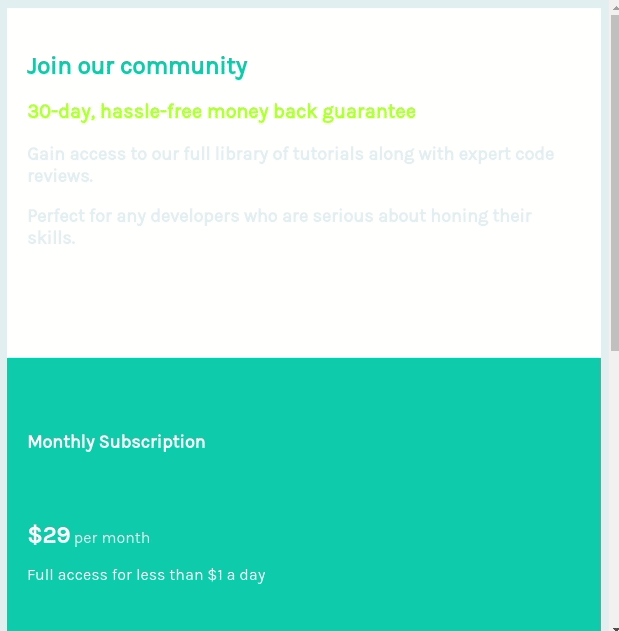 Join our community
30-day, hassle-free money back guarantee
Gain access to our full library of tutorials along with expert code
reviews.
Perfect for any developers who are serious about honing their
skills.
Monthly Subscription
$29 per month
Full access for less than $1 a day